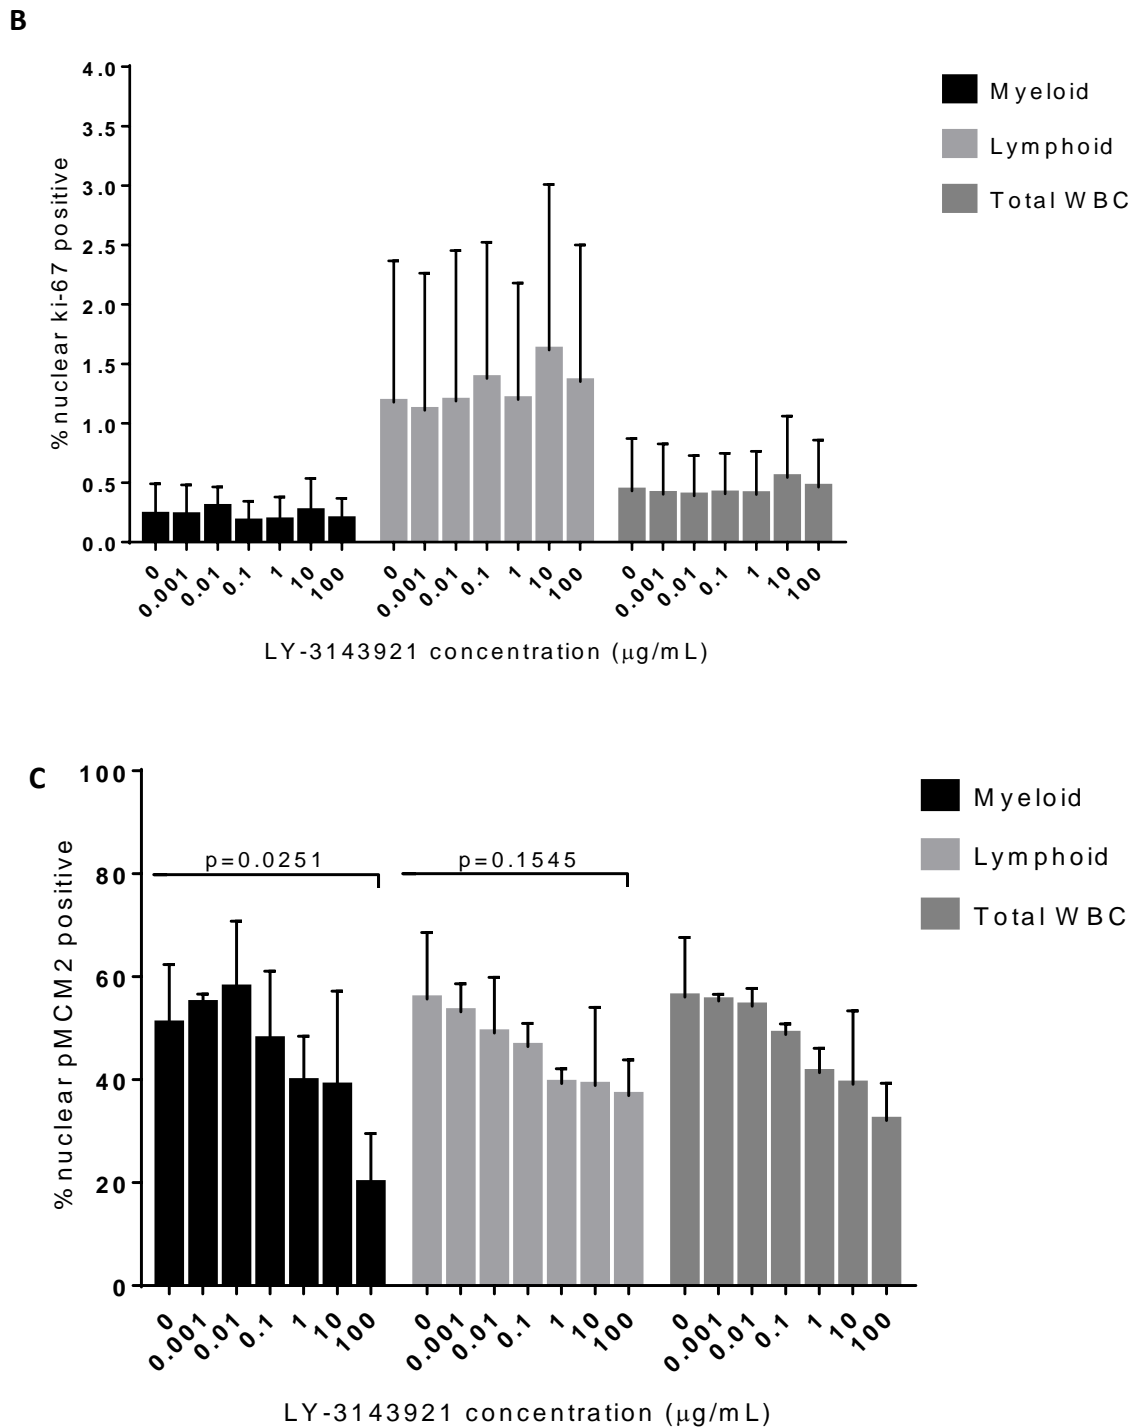 B
4.0
3.5
3.0
2.5
2.0
1.5
1.0
0.5
0.0
%nuclear ki-67 positive
Myeloid
Lymphoid
Total WBC
0 0.001 0.01 0.1 1 10 100 0 0.001 0.01 0.1 1 10 100 0 0.001 0.01 0.1 1 10 100
LY-3143921 concentration (μg/mL)
C
100
80
60
40
20
0
%nuclear pMCM2 positive
p=0.0251 p=0.1545
Myeloid
Lymphoid
Total WBC
0 0.001 0.01 0.1 1 10 100 0 0.001 0.01 0.1 1 10 100 0 0.001 0.01 0.1 1 10 100
LY-3143921 concentration (μg/mL)